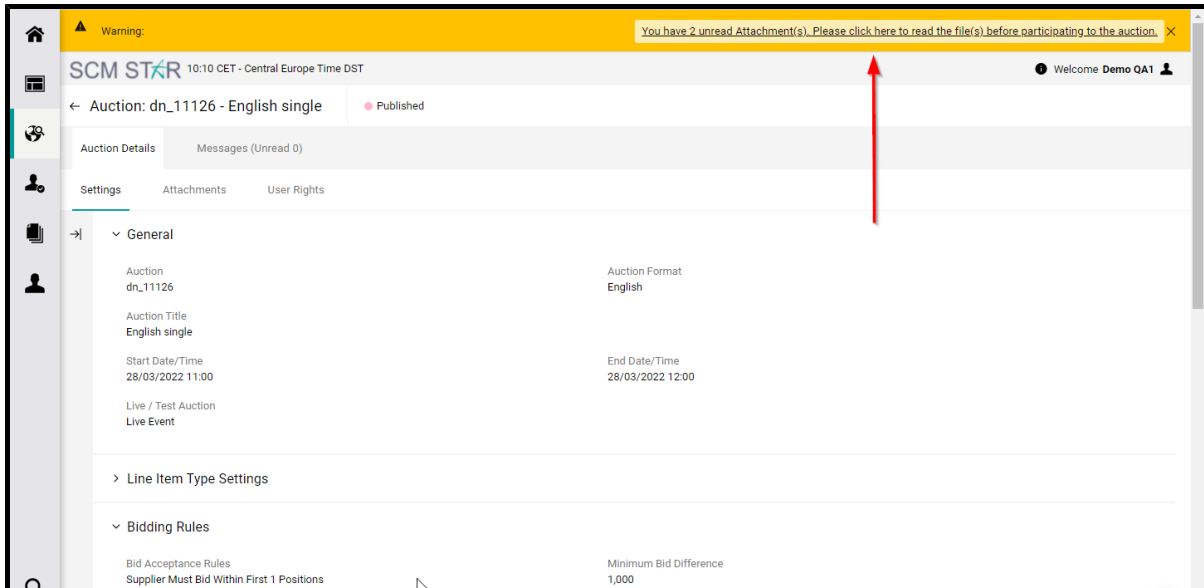 Warning:
You have 2 unread Attachment(s). Please click here to read the file(s) before participating to the auction.
SCM STAR 10:10 CET - Central Europe Time DST
Welcome Demo QA1
Auction: dn_11126 - English single
Published
Auction Details
Messages (Unread 0)
Settings
Attachments
User Rights
General
Auction
dn_11126
Auction Format
English
Auction Title
English single
Start Date/Time
28/03/2022 11:00
End Date/Time
28/03/2022 12:00
Live / Test Auction
Live Event
Line Item Type Settings
Bidding Rules
Bid Acceptance Rules
Supplier Must Bid Within First 1 Positions
Minimum Bid Difference
1,000